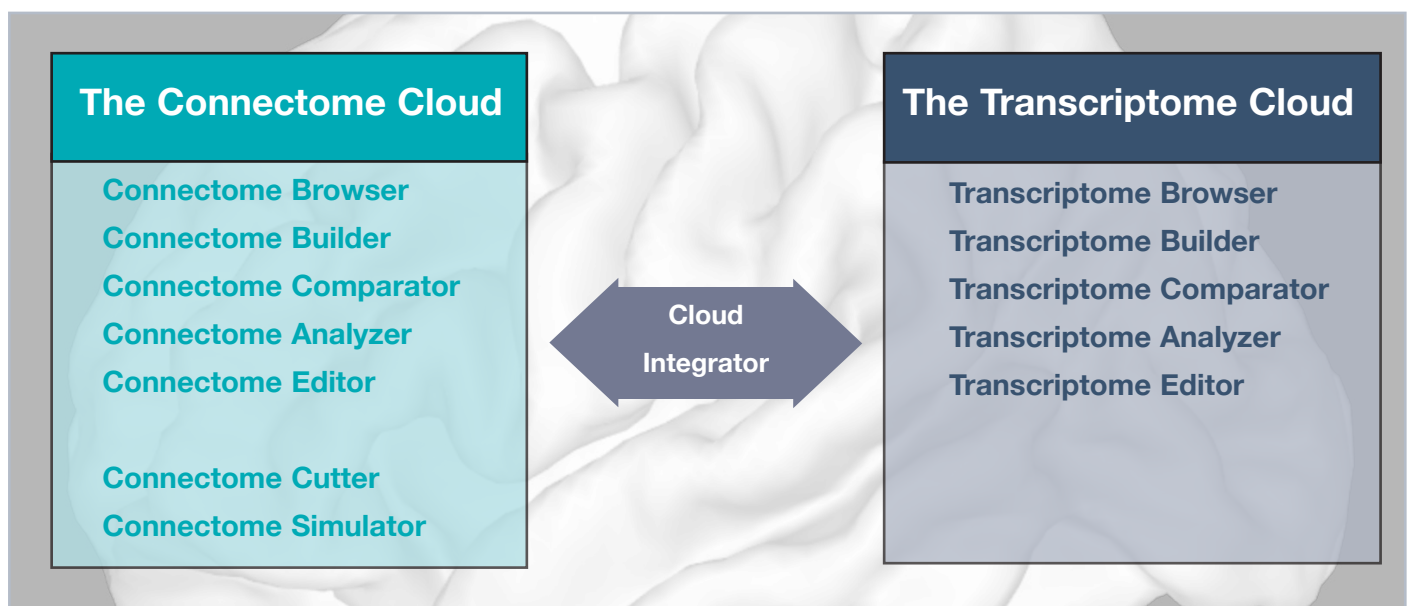 The Connectome Cloud
Connectome Browser
Connectome Builder
Connectome Comparator
Connectome Analyzer
Connectome Editor
Connectome Cutter
Connectome Simulator
Cloud
Integrator
The Transcriptome Cloud
Transcriptome Browser
Transcriptome Builder
Transcriptome Comparator
Transcriptome Analyzer
Transcriptome Editor